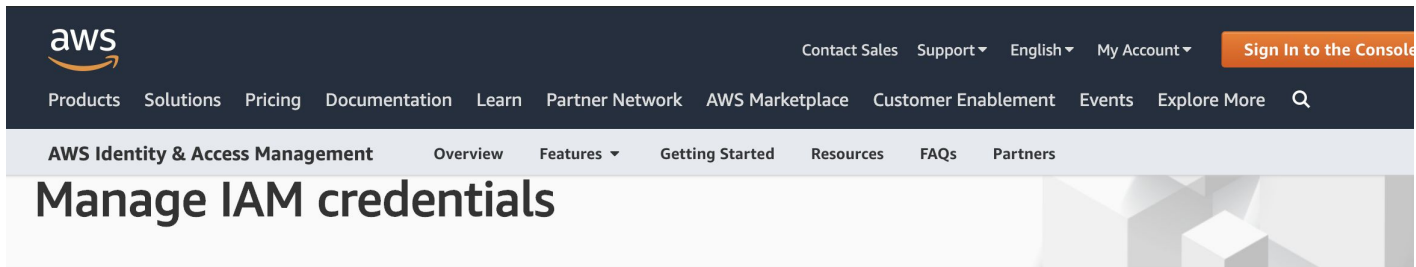 aws
Contact Sales Support English My Account Sign In to the Console
Products Solutions Pricing Documentation Learn Partner Network AWS Marketplace Customer Enablement Events Explore More
AWS Identity & Access Management Overview Features Getting Started Resources FAQs Partners
Manage IAM credentials